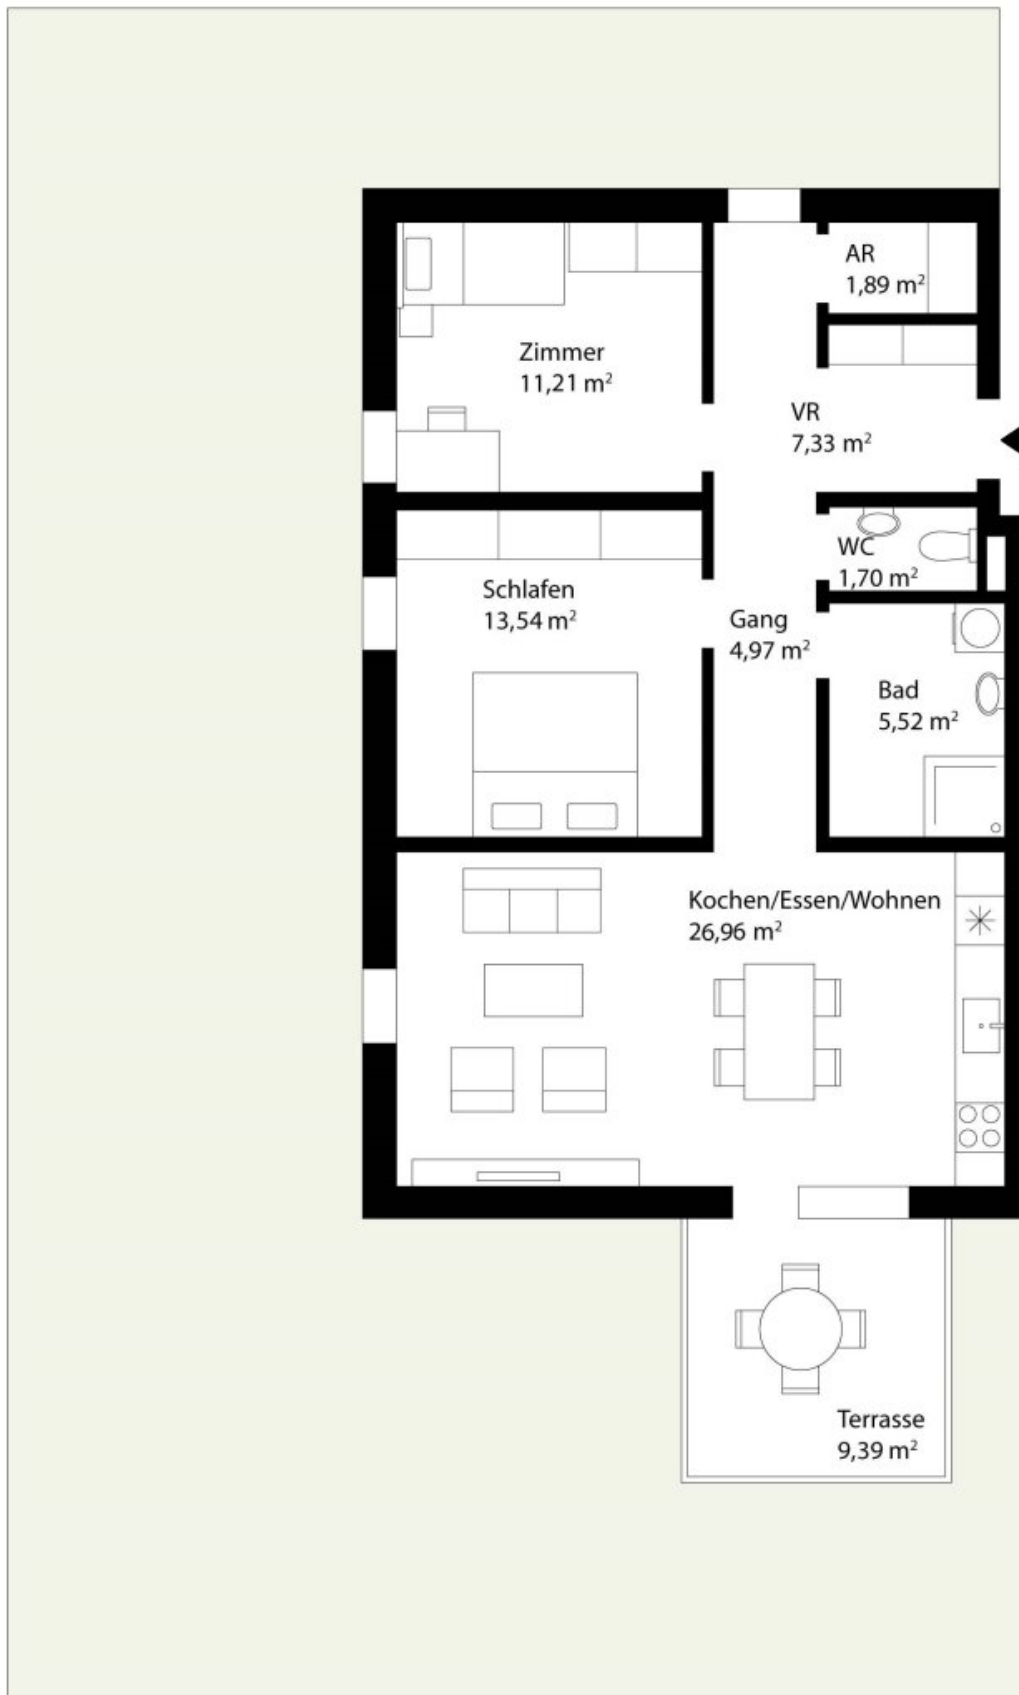 AR
1,89 m²
Zimmer
11,21 m²
VR
7,33 m²
WC
1,70 m²
Schlafen
13,54 m²
Gang
4,97 m²
Bad
5,52 m²
Kochen/Essen/Wohnen
26,96 m²
Terrasse
9,39 m²